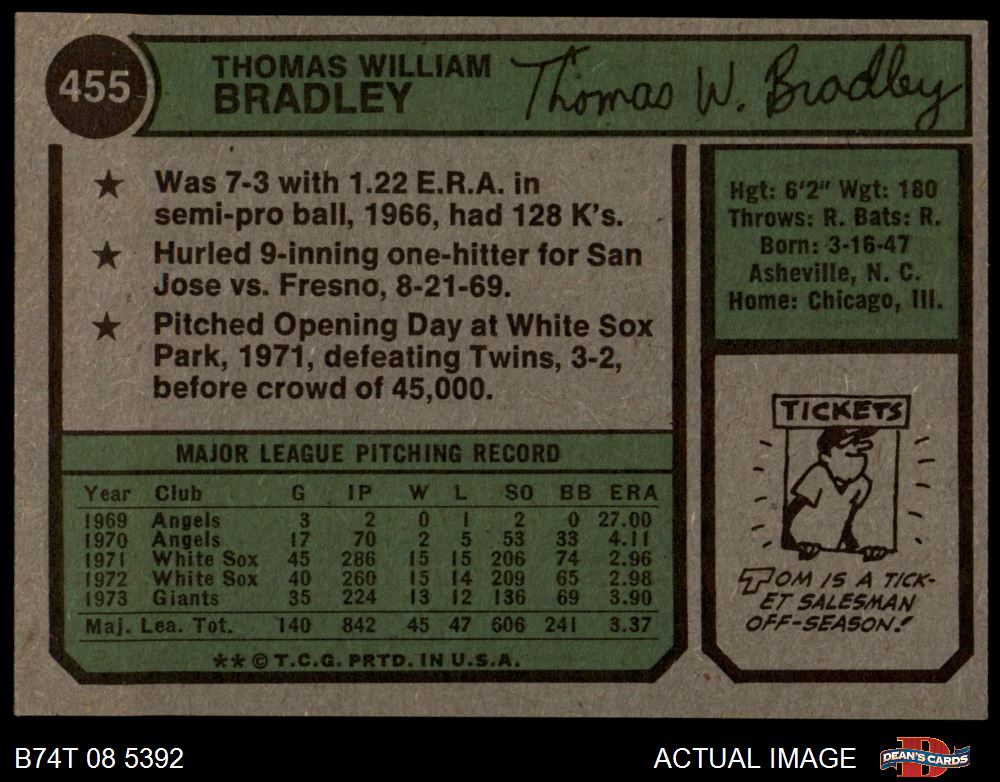 455
THOMAS WILLIAM
BRADLEY
Thomas W. Bradley
★ Was 7-3 with 1.22 E.R.A. in
semi-pro ball, 1966, had 128 K's.
★ Hurled 9-inning one-hitter for San
Jose vs. Fresno, 8-21-69.
★ Pitched Opening Day at White Sox
Park, 1971, defeating Twins, 3-2,
before crowd of 45,000.
Hgt: 6'2" Wgt: 180
Throws: R. Bats: R.
Born: 3-16-47
Asheville, N. C.
Home: Chicago, Ill.
MAJOR LEAGUE PITCHING RECORD
Year Club G IP W L SO BB ERA
1969 Angels 3 2 0 1 2 0 27.00
1970 Angels 17 70 2 5 53 33 4.11
1971 White Sox 45 286 15 15 206 74 2.96
1972 White Sox 40 260 15 14 209 65 2.98
1973 Giants 35 224 13 12 136 69 3.90
Maj. Lea. Tot. 140 842 45 47 606 241 3.37
** © T.C.G. PRTD. IN U.S.A.
TICKETS
TOM IS A TICK-
ET SALESMAN
OFF-SEASON!
B74T 08 5392
ACTUAL IMAGE
DEAN'S CARDS